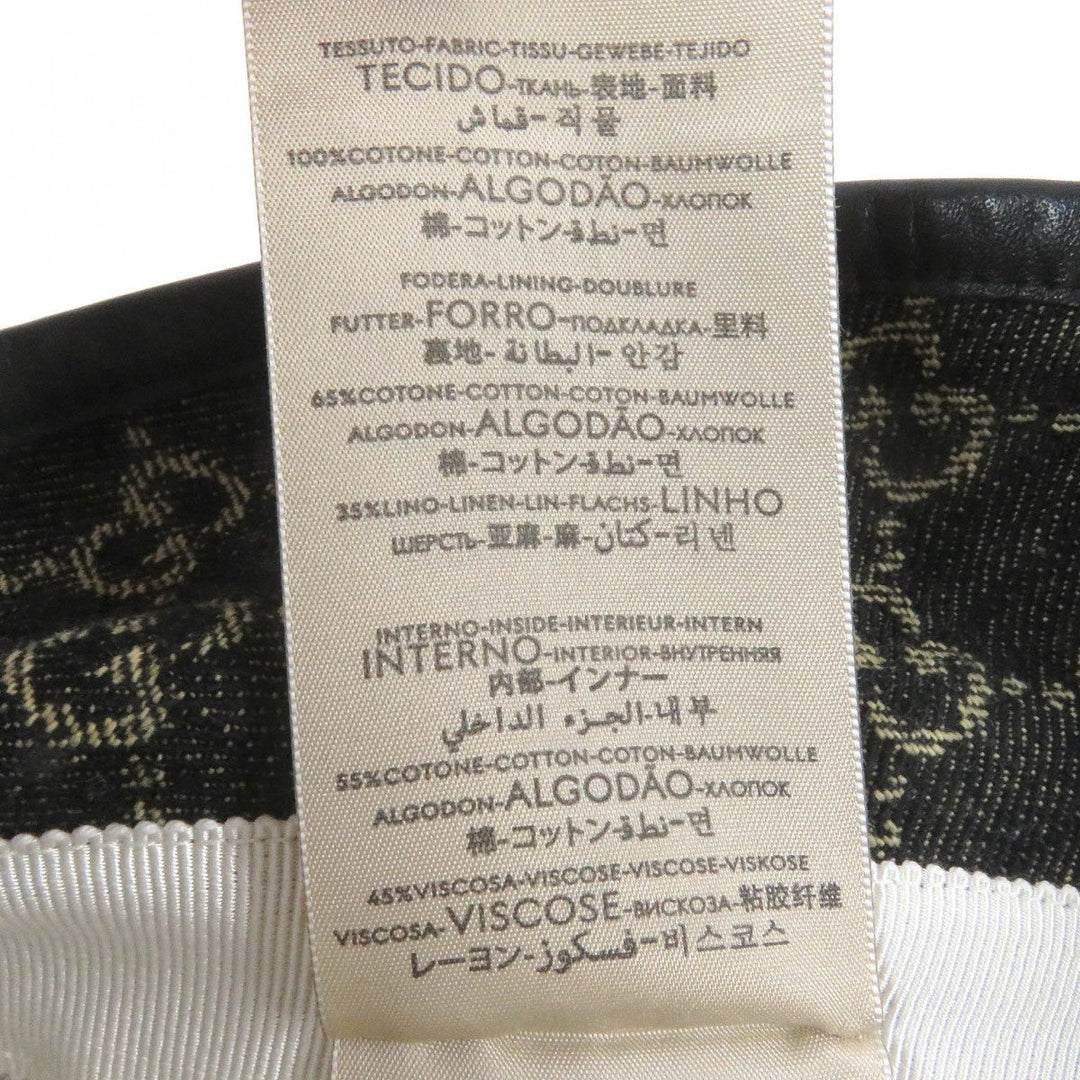 TESSUTO-FABRIC-TISSU-GEWEBE-TEJIDO
TECIDO-ТКАНЬ-表地-面料
قماش-직물
100%COTONE-COTTON-COTON-BAUMWOLLE
ALGODON-ALGODÃO-ХЛОПОК
棉-コットン-نطقة-면
FODERA-LINING-DOUBLURE
FUTTER-FORRO-ПОДКЛАДКА-里料
裏地-البطانة-안감
65%COTONE-COTTON-COTON-BAUMWOLLE
ALGODON-ALGODÃO-ХЛОПОК
棉-コットン-نطقة-면
35%LINO-LINEN-LIN-FLACHS-LINHO
ШЕРСТЬ-亚麻-麻-كتان-리넨
INTERNO-INSIDE-INTERIEUR-INTERN
INTERNO-INTERIOR-ВНУТРЕННЯЯ
内部-インナー
الجزء الداخلي-내부
55%COTONE-COTTON-COTON-BAUMWOLLE
ALGODON-ALGODÃO-ХЛОПОК
棉-コットン-نطقة-면
45%VISCOSA-VISCOSE-VISCOSE-VISKOSE
VISCOSA-VISCOSE-ВИСКОЗА-粘胶纤维
レーヨン-فسكوز-비스코스